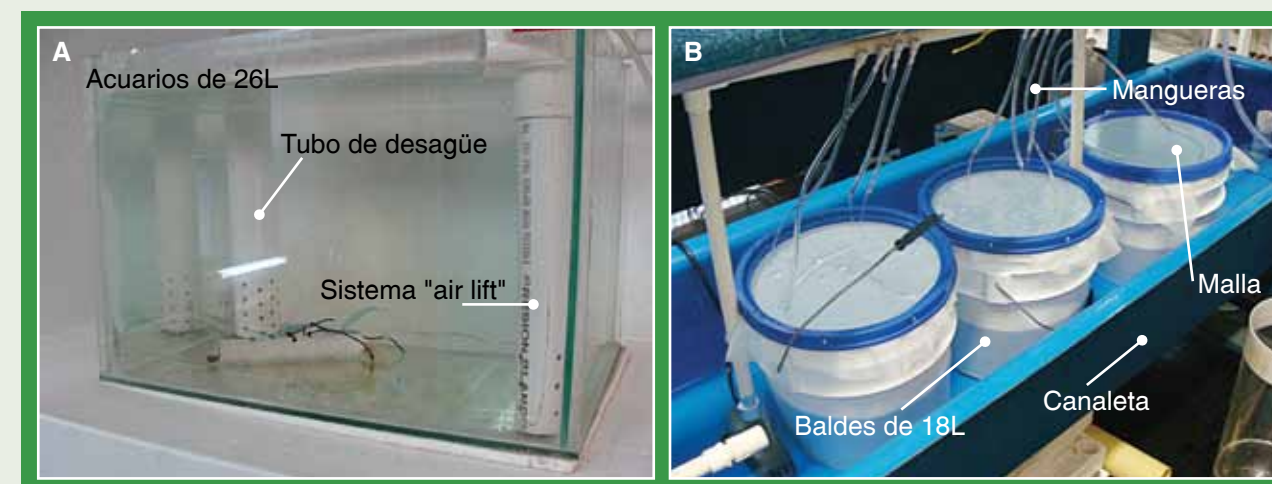 A
Acuarios de 26L
Tubo de desagüe
Sistema "air lift"
B
Mangueras
Malla
Canaleta
Baldes de 18L